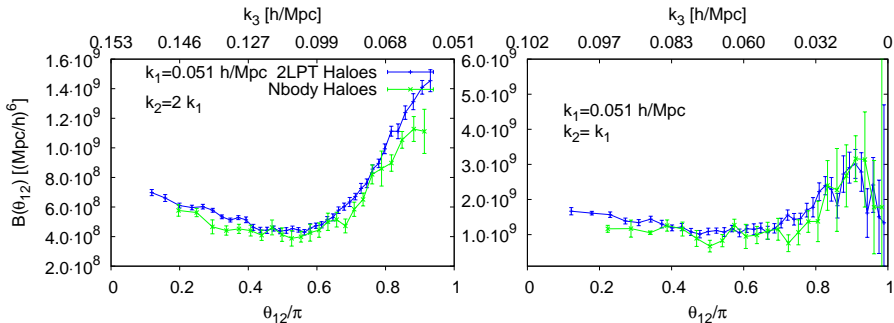 k₃ [h/Mpc]
0.153 0.146 0.127 0.099 0.068 0.051
1.6·10⁹
1.4·10⁹
1.2·10⁹
1.0·10⁹
8.0·10⁸
6.0·10⁸
4.0·10⁸
2.0·10⁸
B(θ₁₂) [(Mpc/h)⁶]
k₁=0.051 h/Mpc
k₂=2 k₁
2LPT Haloes
Nbody Haloes
0 0.2 0.4 0.6 0.8 1
θ₁₂/π
k₃ [h/Mpc]
0.102 0.097 0.083 0.060 0.032 0
6.0·10⁹
5.0·10⁹
4.0·10⁹
3.0·10⁹
2.0·10⁹
1.0·10⁹
k₁=0.051 h/Mpc
k₂= k₁
0 0.2 0.4 0.6 0.8 1
θ₁₂/π